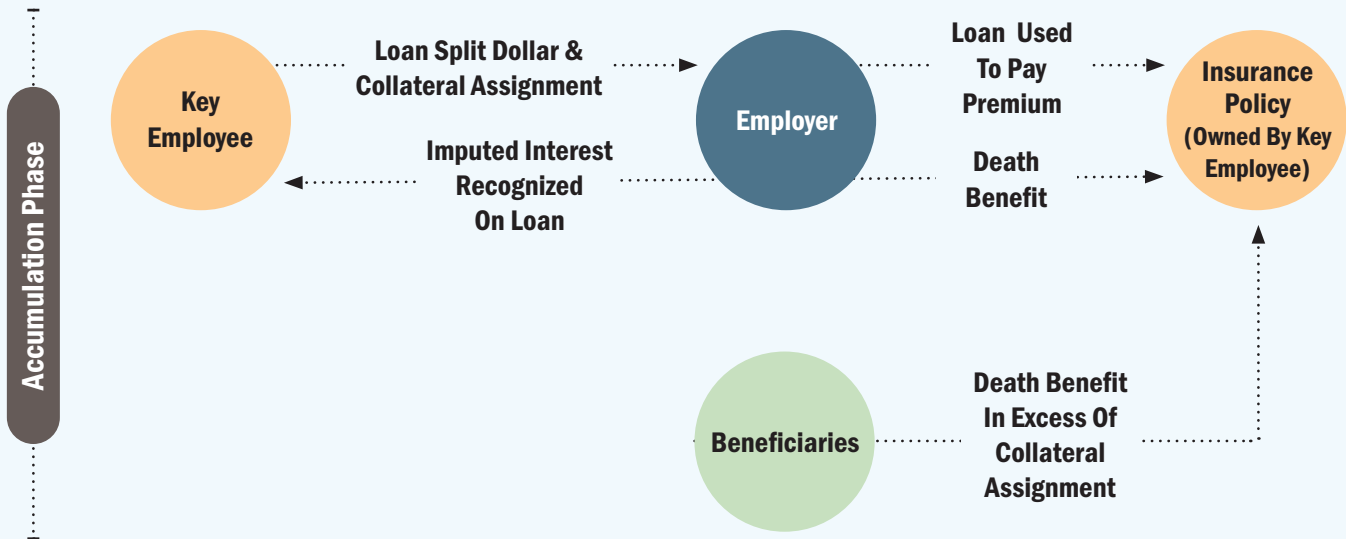 Accumulation Phase
Key
Employee
Loan Split Dollar &
Collateral Assignment
Imputed Interest
Recognized
On Loan
Employer
Loan Used
To Pay
Premium
Death
Benefit
Insurance
Policy
(Owned By Key
Employee)
Beneficiaries
Death Benefit
In Excess Of
Collateral
Assignment